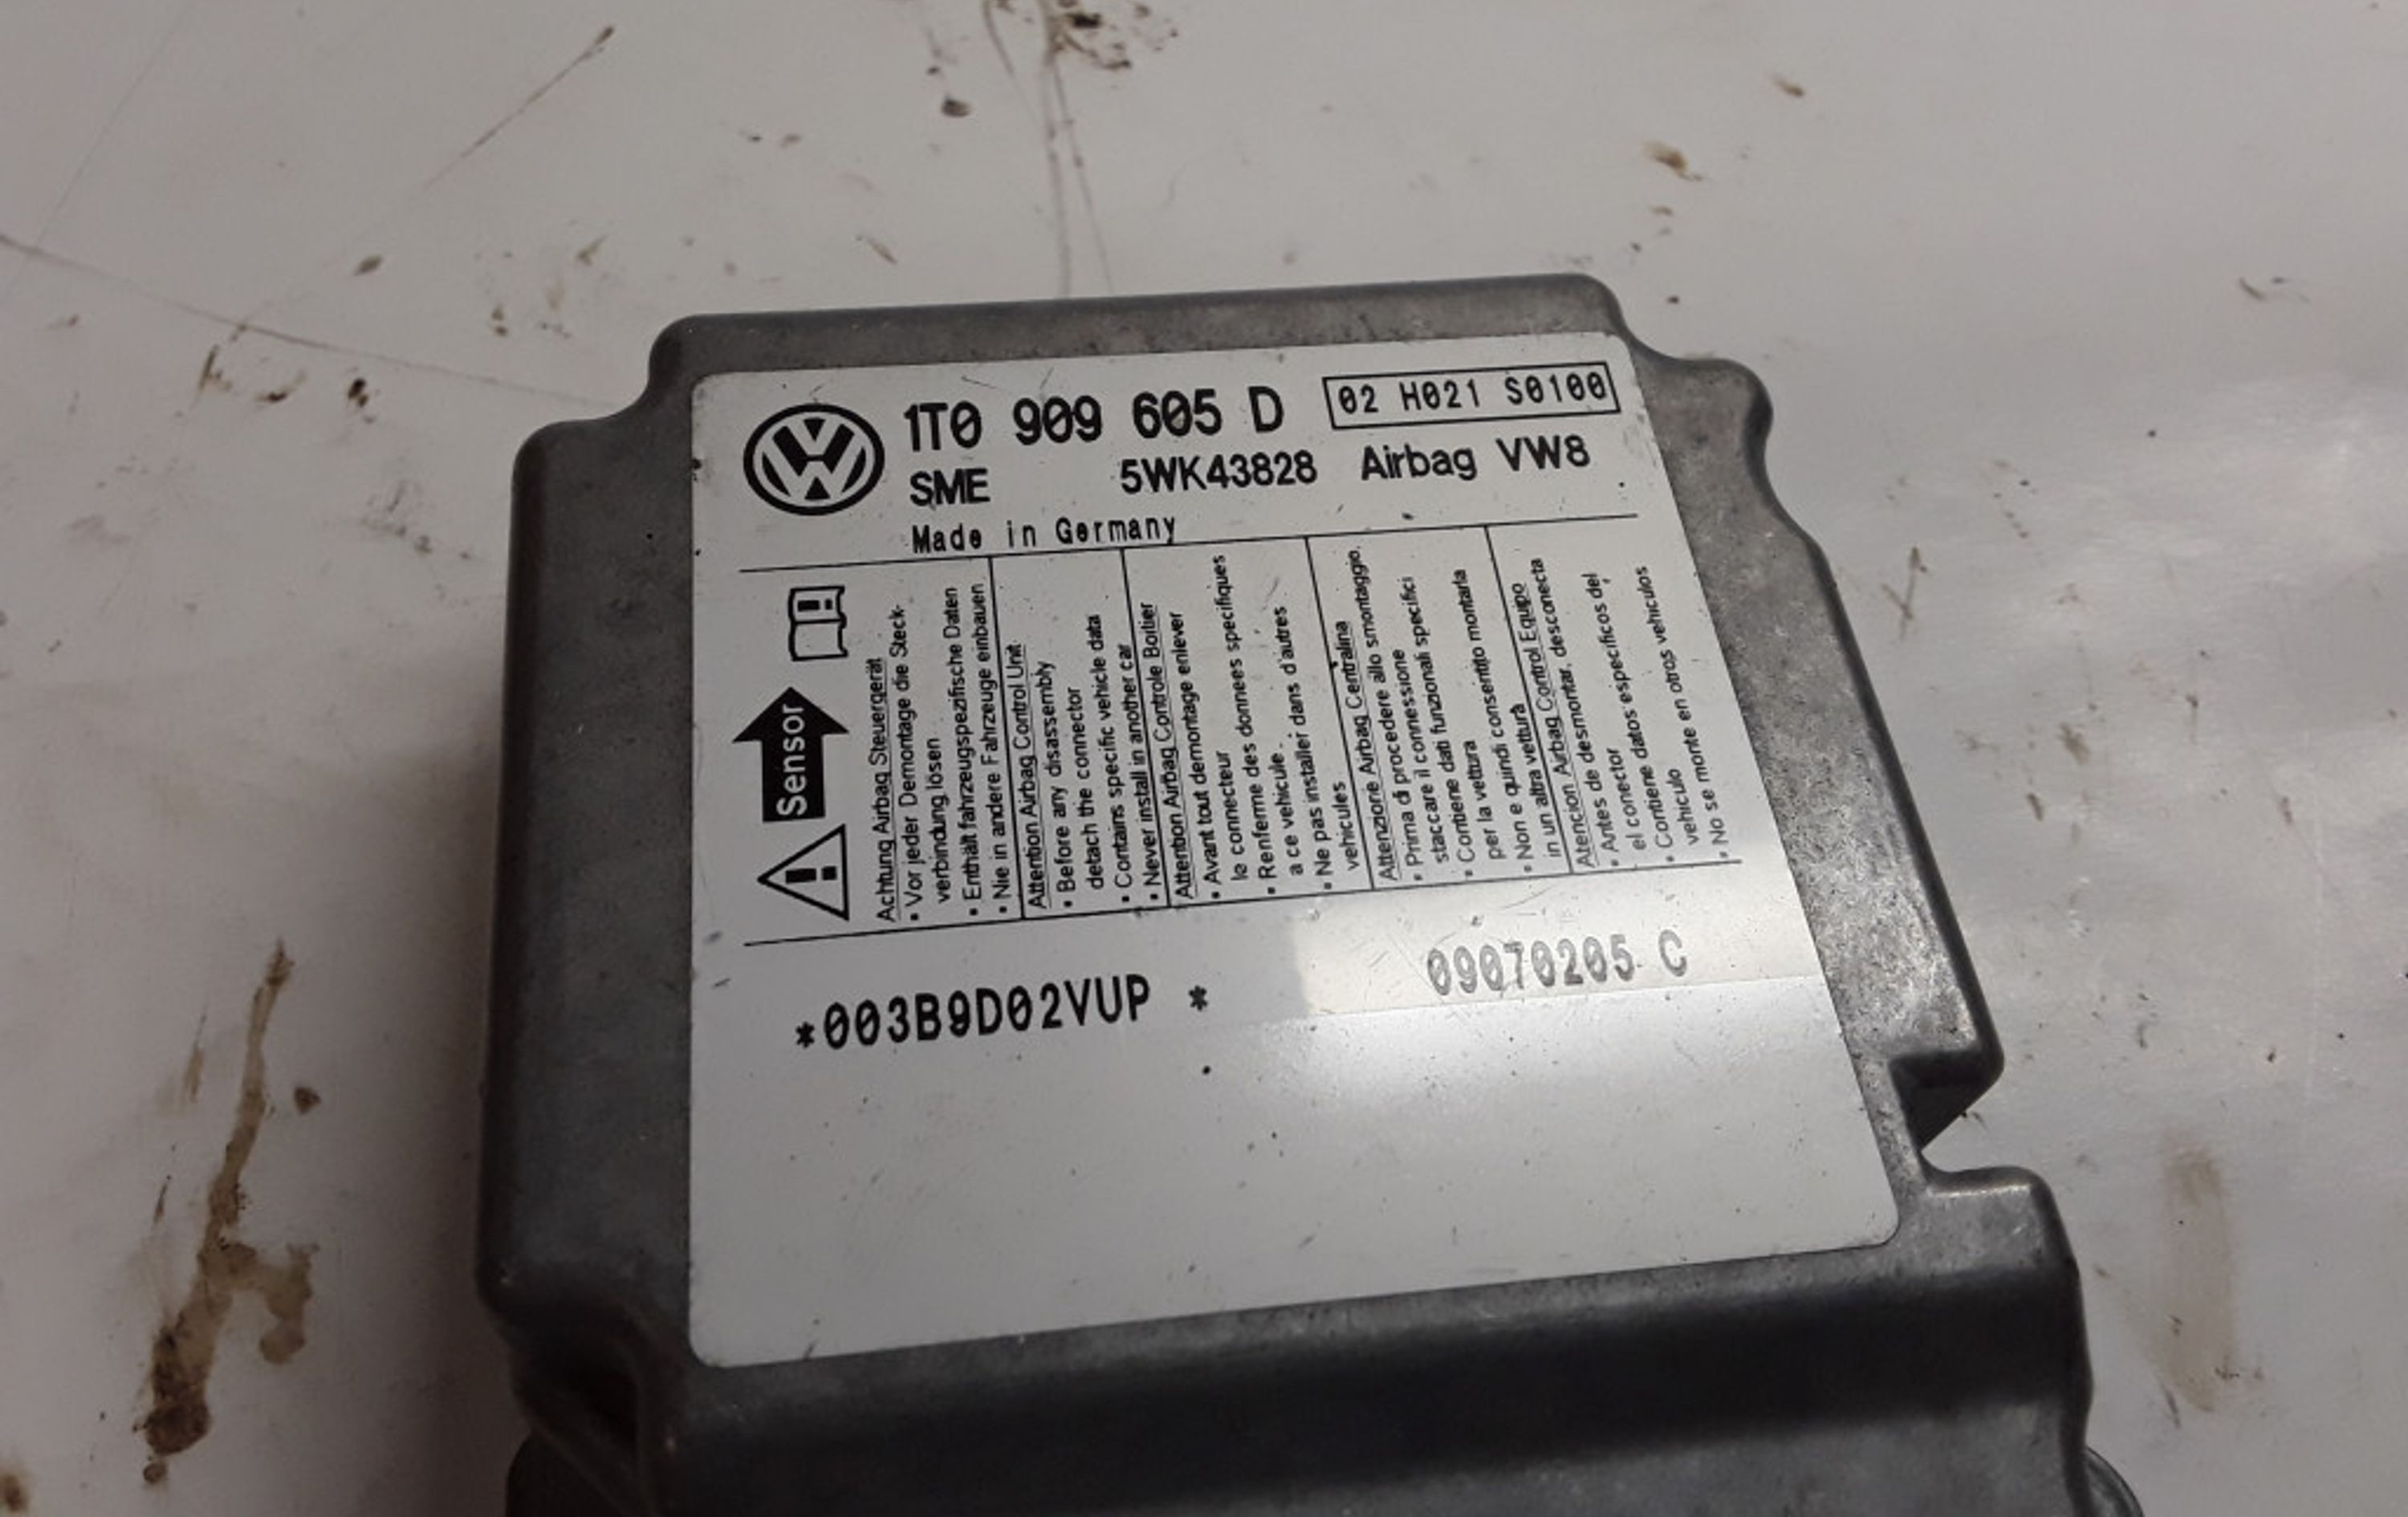 1T0 909 605 D
02 H021 S0100
SME 5WK43828 Airbag VW8
Made in Germany
Sensor
Achtung Airbag Steuergerät
• Vor jeder Demontage die Steck-
verbindung lösen
• Enthält fahrzeugspezifische Daten
• Nie in andere Fahrzeuge einbauen
Attention Airbag Control Unit
• Before any disassembly
detach the connector
• Contains specific vehicle data
• Never install in another car
Attention Airbag Controle Boitier
• Avant tout demontage enlever
le connecteur
• Renferme des donnees specifiques
a ce vehicule.
• Ne pas installer dans d'autres
vehicules
Attenzione Airbag Centralina
• Prima di procedere allo smontaggio,
staccare il connessione
• Contiene dati funzionali specifici
per la vettura
• Non e quindi consentito montarla
in un altra vettura
Atencion Airbag Control Equipo
• Antes de desmontar, desconecta
el conector
• Contiene datos especificos del
vehiculo
• No se monte en otros vehiculos
*003B9D02VUP *
09070205 C